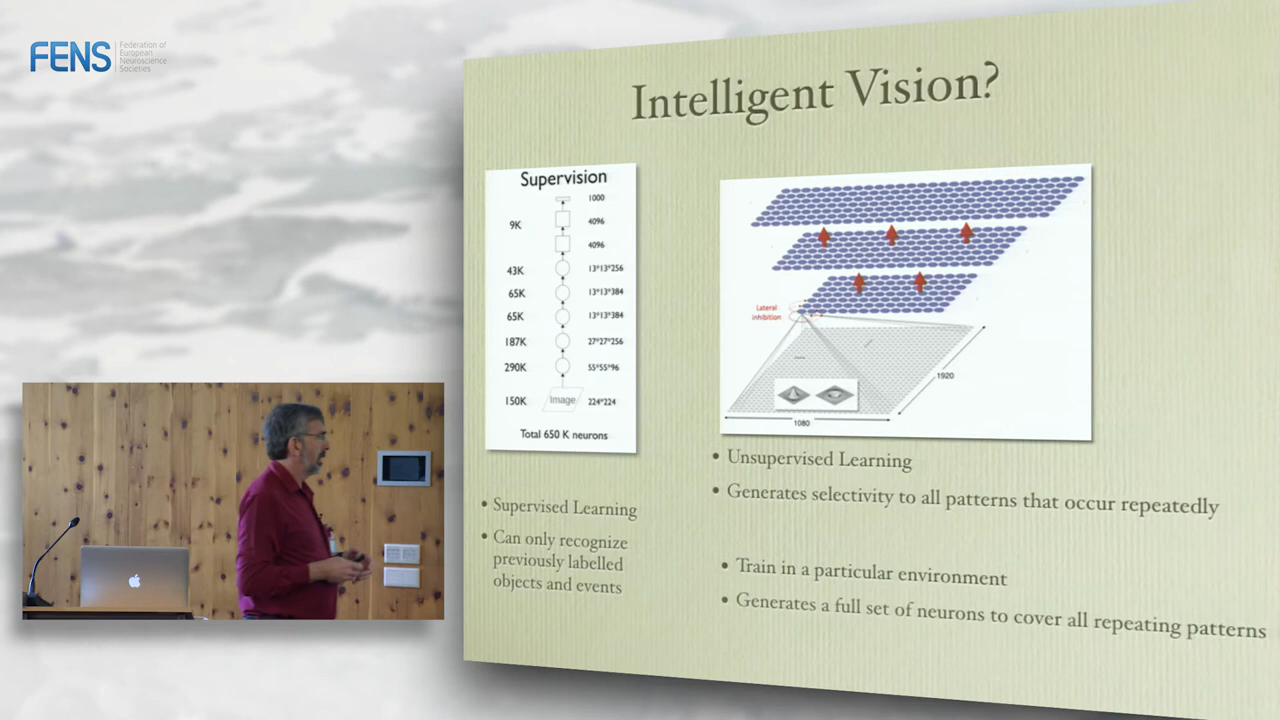 FENS
Federation of
European
Neuroscience
Societies
Intelligent Vision?
Supervision
1000
9K
4096
4096
43K
13*13*256
65K
13*13*384
65K
13*13*384
187K
27*27*256
290K
55*55*96
150K
Image
224*224
Total 650 K neurons
Lateral
inhibition
1920
1080
• Supervised Learning
• Can only recognize
previously labelled
objects and events
• Unsupervised Learning
• Generates selectivity to all patterns that occur repeatedly
• Train in a particular environment
• Generates a full set of neurons to cover all repeating patterns